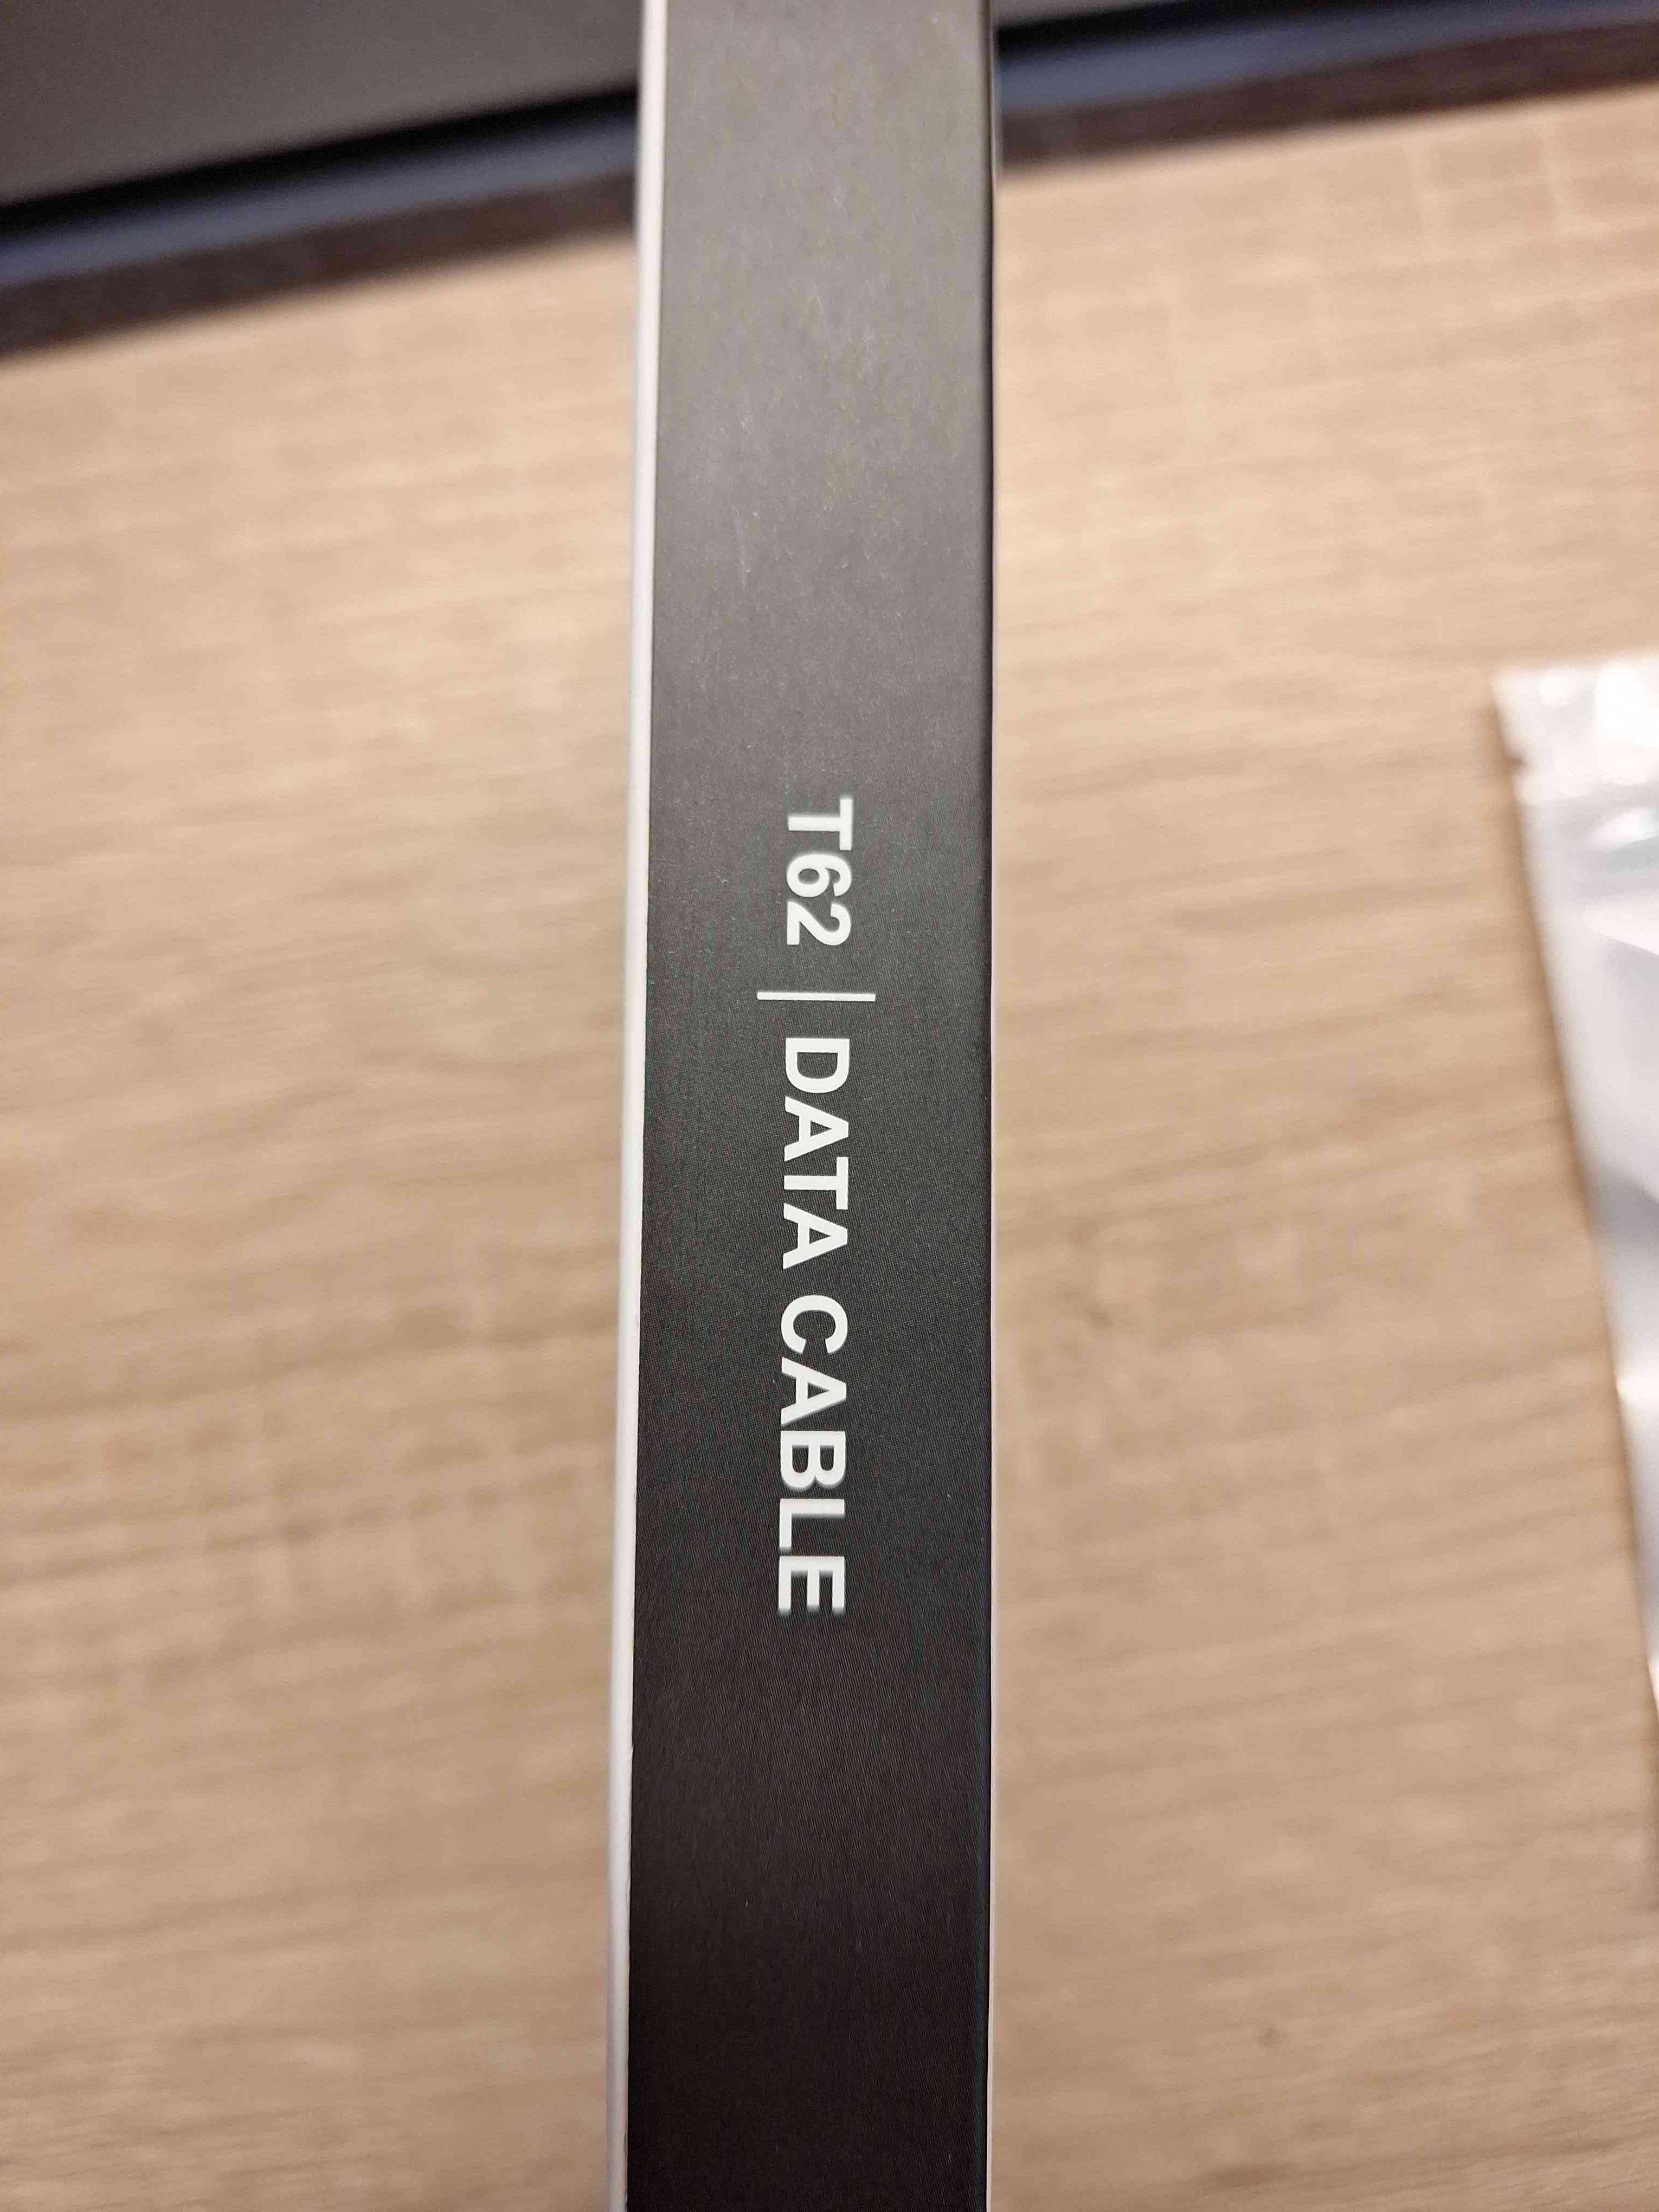 T62 | DATA CABLE